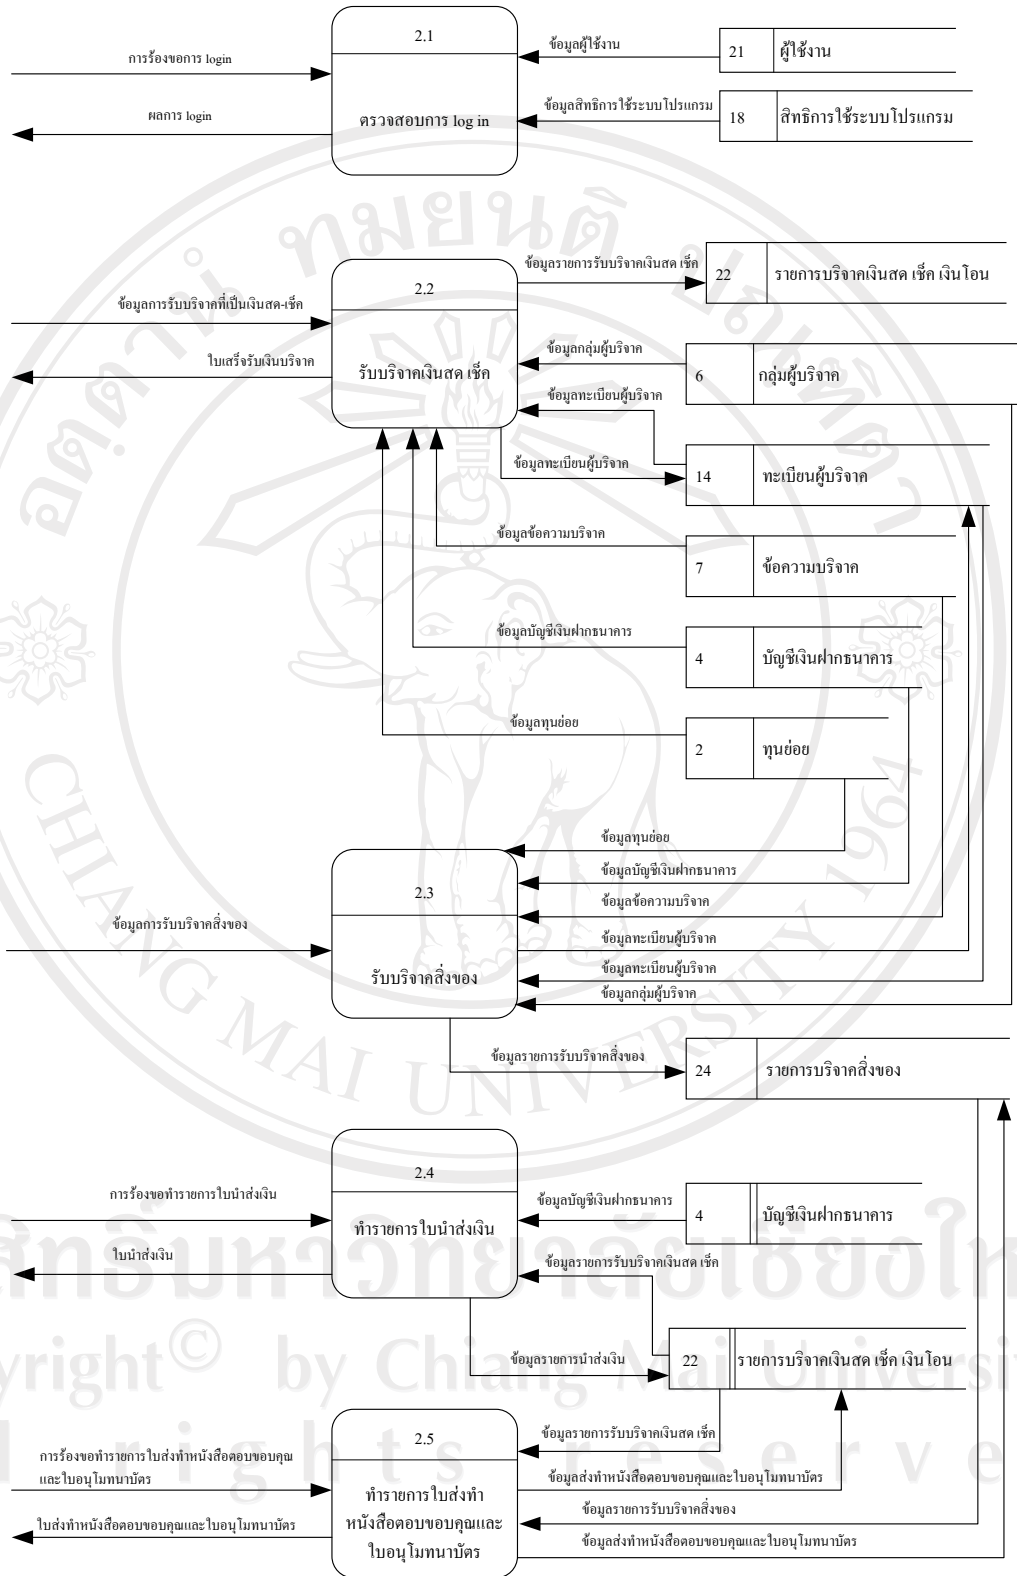 2.1
ตรวจสอบการ log in
การร้องขอการ login
ผลการ login
ข้อมูลผู้ใช้งาน
21 ผู้ใช้งาน
ข้อมูลสิทธิการใช้ระบบโปรแกรม
18 สิทธิการใช้ระบบโปรแกรม
2.2
รับบริจาคเงินสด เช็ค
ข้อมูลการรับบริจาคที่เป็นเงินสด-เช็ค
ใบเสร็จรับเงินบริจาค
ข้อมูลรายการรับบริจาคเงินสด เช็ค
22 รายการบริจาคเงินสด เช็ค เงินโอน
ข้อมูลกลุ่มผู้บริจาค
6 กลุ่มผู้บริจาค
ข้อมูลทะเบียนผู้บริจาค
ข้อมูลทะเบียนผู้บริจาค
14 ทะเบียนผู้บริจาค
ข้อมูลข้อความบริจาค
7 ข้อความบริจาค
ข้อมูลบัญชีเงินฝากธนาคาร
4 บัญชีเงินฝากธนาคาร
ข้อมูลทุนย่อย
2 ทุนย่อย
2.3
รับบริจาคสิ่งของ
ข้อมูลการรับบริจาคสิ่งของ
ข้อมูลทุนย่อย
ข้อมูลบัญชีเงินฝากธนาคาร
ข้อมูลข้อความบริจาค
ข้อมูลทะเบียนผู้บริจาค
ข้อมูลทะเบียนผู้บริจาค
ข้อมูลกลุ่มผู้บริจาค
ข้อมูลรายการรับบริจาคสิ่งของ
24 รายการบริจาคสิ่งของ
2.4
ทำรายการใบนำส่งเงิน
การร้องขอทำรายการใบนำส่งเงิน
ใบนำส่งเงิน
ข้อมูลบัญชีเงินฝากธนาคาร
4 บัญชีเงินฝากธนาคาร
ข้อมูลรายการรับบริจาคเงินสด เช็ค
ข้อมูลรายการนำส่งเงิน
22 รายการบริจาคเงินสด เช็ค เงินโอน
2.5
ทำรายการใบส่งทำ
หนังสือตอบขอบคุณและ
ใบอนุโมทนาบัตร
การร้องขอทำรายการใบส่งทำหนังสือตอบขอบคุณ
และใบอนุโมทนาบัตร
ใบส่งทำหนังสือตอบขอบคุณและใบอนุโมทนาบัตร
ข้อมูลรายการรับบริจาคเงินสด เช็ค
ข้อมูลส่งทำหนังสือตอบขอบคุณและใบอนุโมทนาบัตร
ข้อมูลรายการรับบริจาคสิ่งของ
ข้อมูลส่งทำหนังสือตอบขอบคุณและใบอนุโมทนาบัตร
CHIANG MAI UNIVERSITY 1964
by Chiang Mai
rights